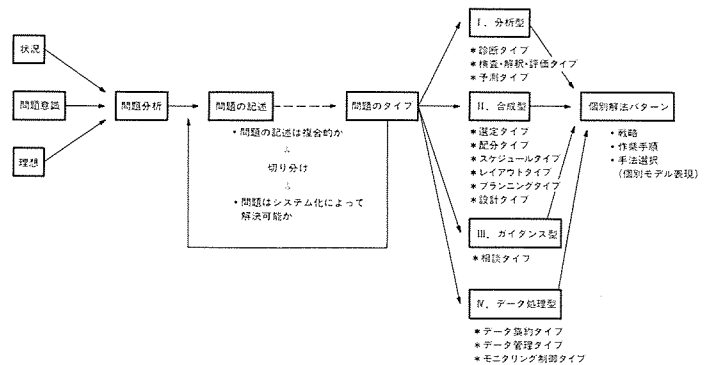 状況
問題意識
理想
問題分析
問題の記述
・問題の記述は複合的か
切り分け
・問題はシステム化によって
解決可能か
問題のタイプ
Ⅰ. 分析型
*診断タイプ
*検査・解釈・評価タイプ
*予測タイプ
Ⅱ. 合成型
*選定タイプ
*配分タイプ
*スケジュールタイプ
*レイアウトタイプ
*プランニングタイプ
*設計タイプ
Ⅲ. ガイタンス型
*相談タイプ
Ⅳ. データ処理型
*データ集約タイプ
*データ管理タイプ
*モニタリング制御タイプ
個別解法パターン
・戦略
・作業手順
・手法選択
(個別モデル表現)